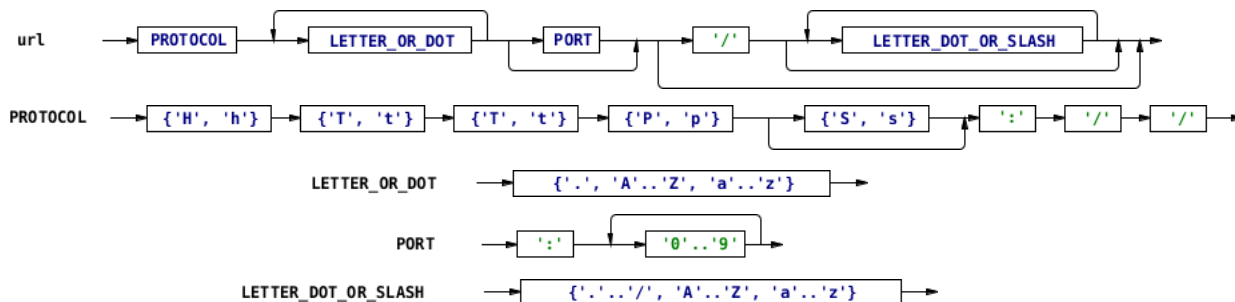 url PROTOCOL LETTER_OR_DOT PORT '/' LETTER_DOT_OR_SLASH
PROTOCOL {'H', 'h'} {'T', 't'} {'T', 't'} {'P', 'p'} {'S', 's'} ':' '/' '/'
LETTER_OR_DOT {'.', 'A'..'Z', 'a'..'z'}
PORT ':' '0'..'9'
LETTER_DOT_OR_SLASH {'.'..'/', 'A'..'Z', 'a'..'z'}